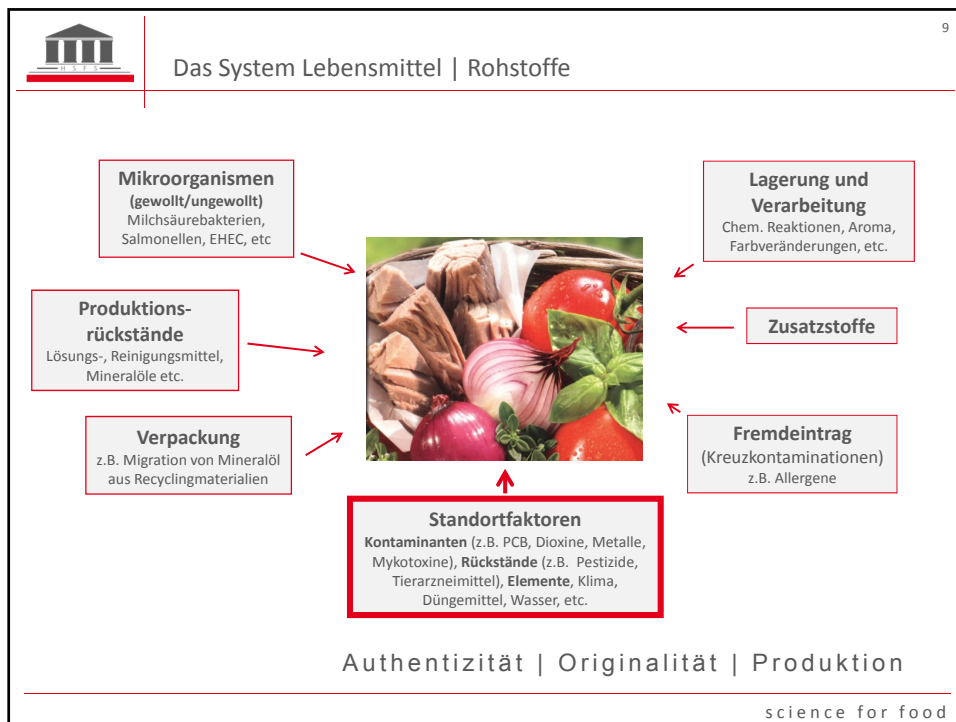 9
HSFS
Das System Lebensmittel | Rohstoffe
Mikroorganismen
(gewollt/ungewollt)
Milchsäurebakterien,
Salmonellen, EHEC, etc
Lagerung und
Verarbeitung
Chem. Reaktionen, Aroma,
Farbveränderungen, etc.
Produktions-
rückstände
Lösungs-, Reinigungsmittel,
Mineralöle etc.
Zusatzstoffe
Verpackung
z.B. Migration von Mineralöl
aus Recyclingmaterialien
Fremdeintrag
(Kreuzkontaminationen)
z.B. Allergene
Standortfaktoren
Kontaminanten (z.B. PCB, Dioxine, Metalle,
Mykotoxine), Rückstände (z.B. Pestizide,
Tierarzneimittel), Elemente, Klima,
Düngemittel, Wasser, etc.
Authentizität | Originalität | Produktion
science for food